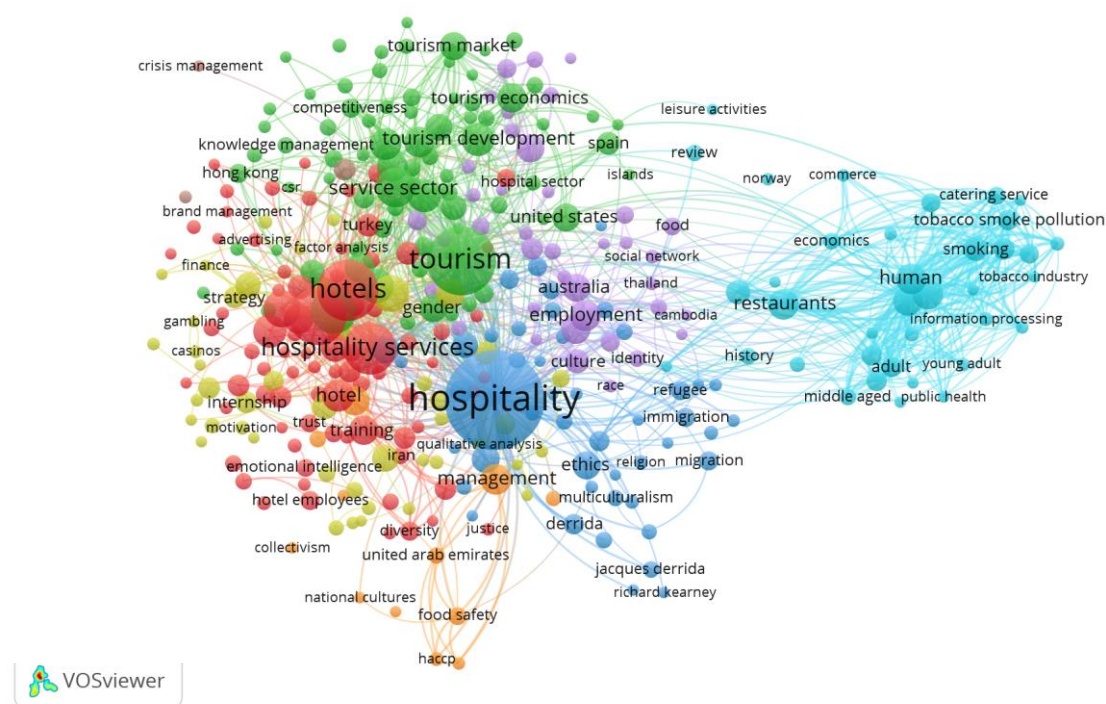 tourism market
crisis management
competitiveness
tourism economics
leisure activities
knowledge management
tourism development
spain
review
hong kong
csr
service sector
hospital sector
islands
norway
commerce
catering service
brand management
turkey
united states
food
tobacco smoke pollution
advertising
factor analysis
economics
smoking
finance
tourism
social network
human
tobacco industry
strategy
hotels
gender
australia
thailand
restaurants
gambling
employment
cambodia
information processing
casinos
hospitality services
culture
identity
history
adult
young adult
internship
hotel
hospitality
race
refugee
middle aged
public health
motivation
trust
training
qualitative analysis
immigration
emotional intelligence
iran
management
ethics
religion
migration
hotel employees
multiculturalism
diversity
justice
derrida
collectivism
united arab emirates
jacques derrida
national cultures
food safety
richard kearney
haccp
VOSviewer